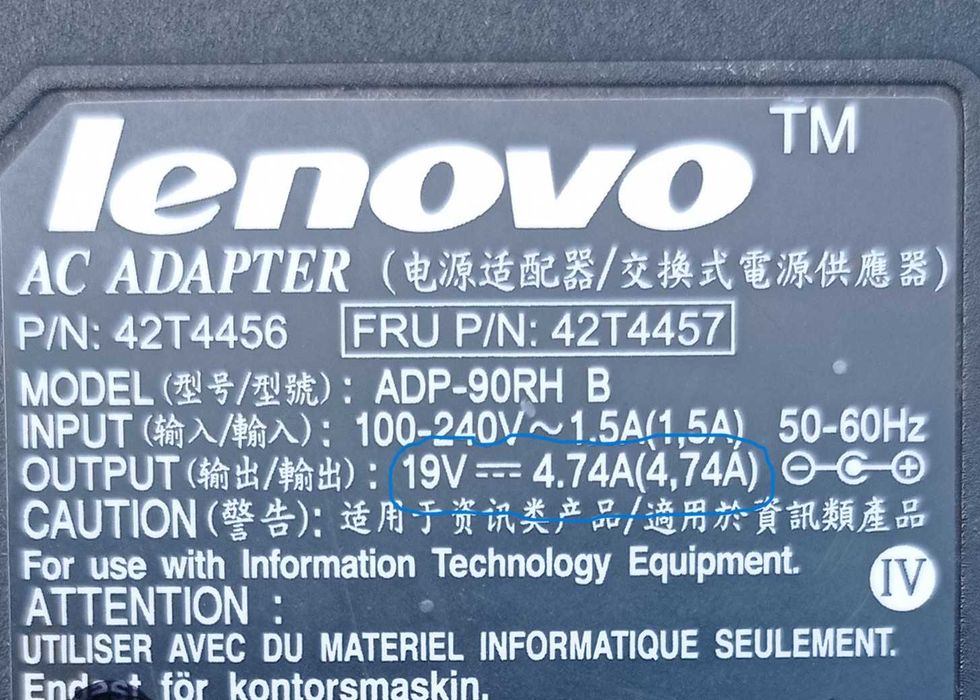 lenovo TM
AC ADAPTER (电源适配器/交換式電源供應器)
P/N: 42T4456 FRU P/N: 42T4457
MODEL (型号/型號): ADP-90RH B
INPUT (输入/輸入): 100-240V~1.5A(1,5A) 50-60Hz
OUTPUT (输出/輸出): 19V⎓4.74A(4,74A)
CAUTION (警告): 适用于资讯类产品/適用於資訊類產品
For use with Information Technology Equipment.
IV
ATTENTION :
UTILISER AVEC DU MATERIEL INFORMATIQUE SEULEMENT.
Endast för kontorsmaskin.